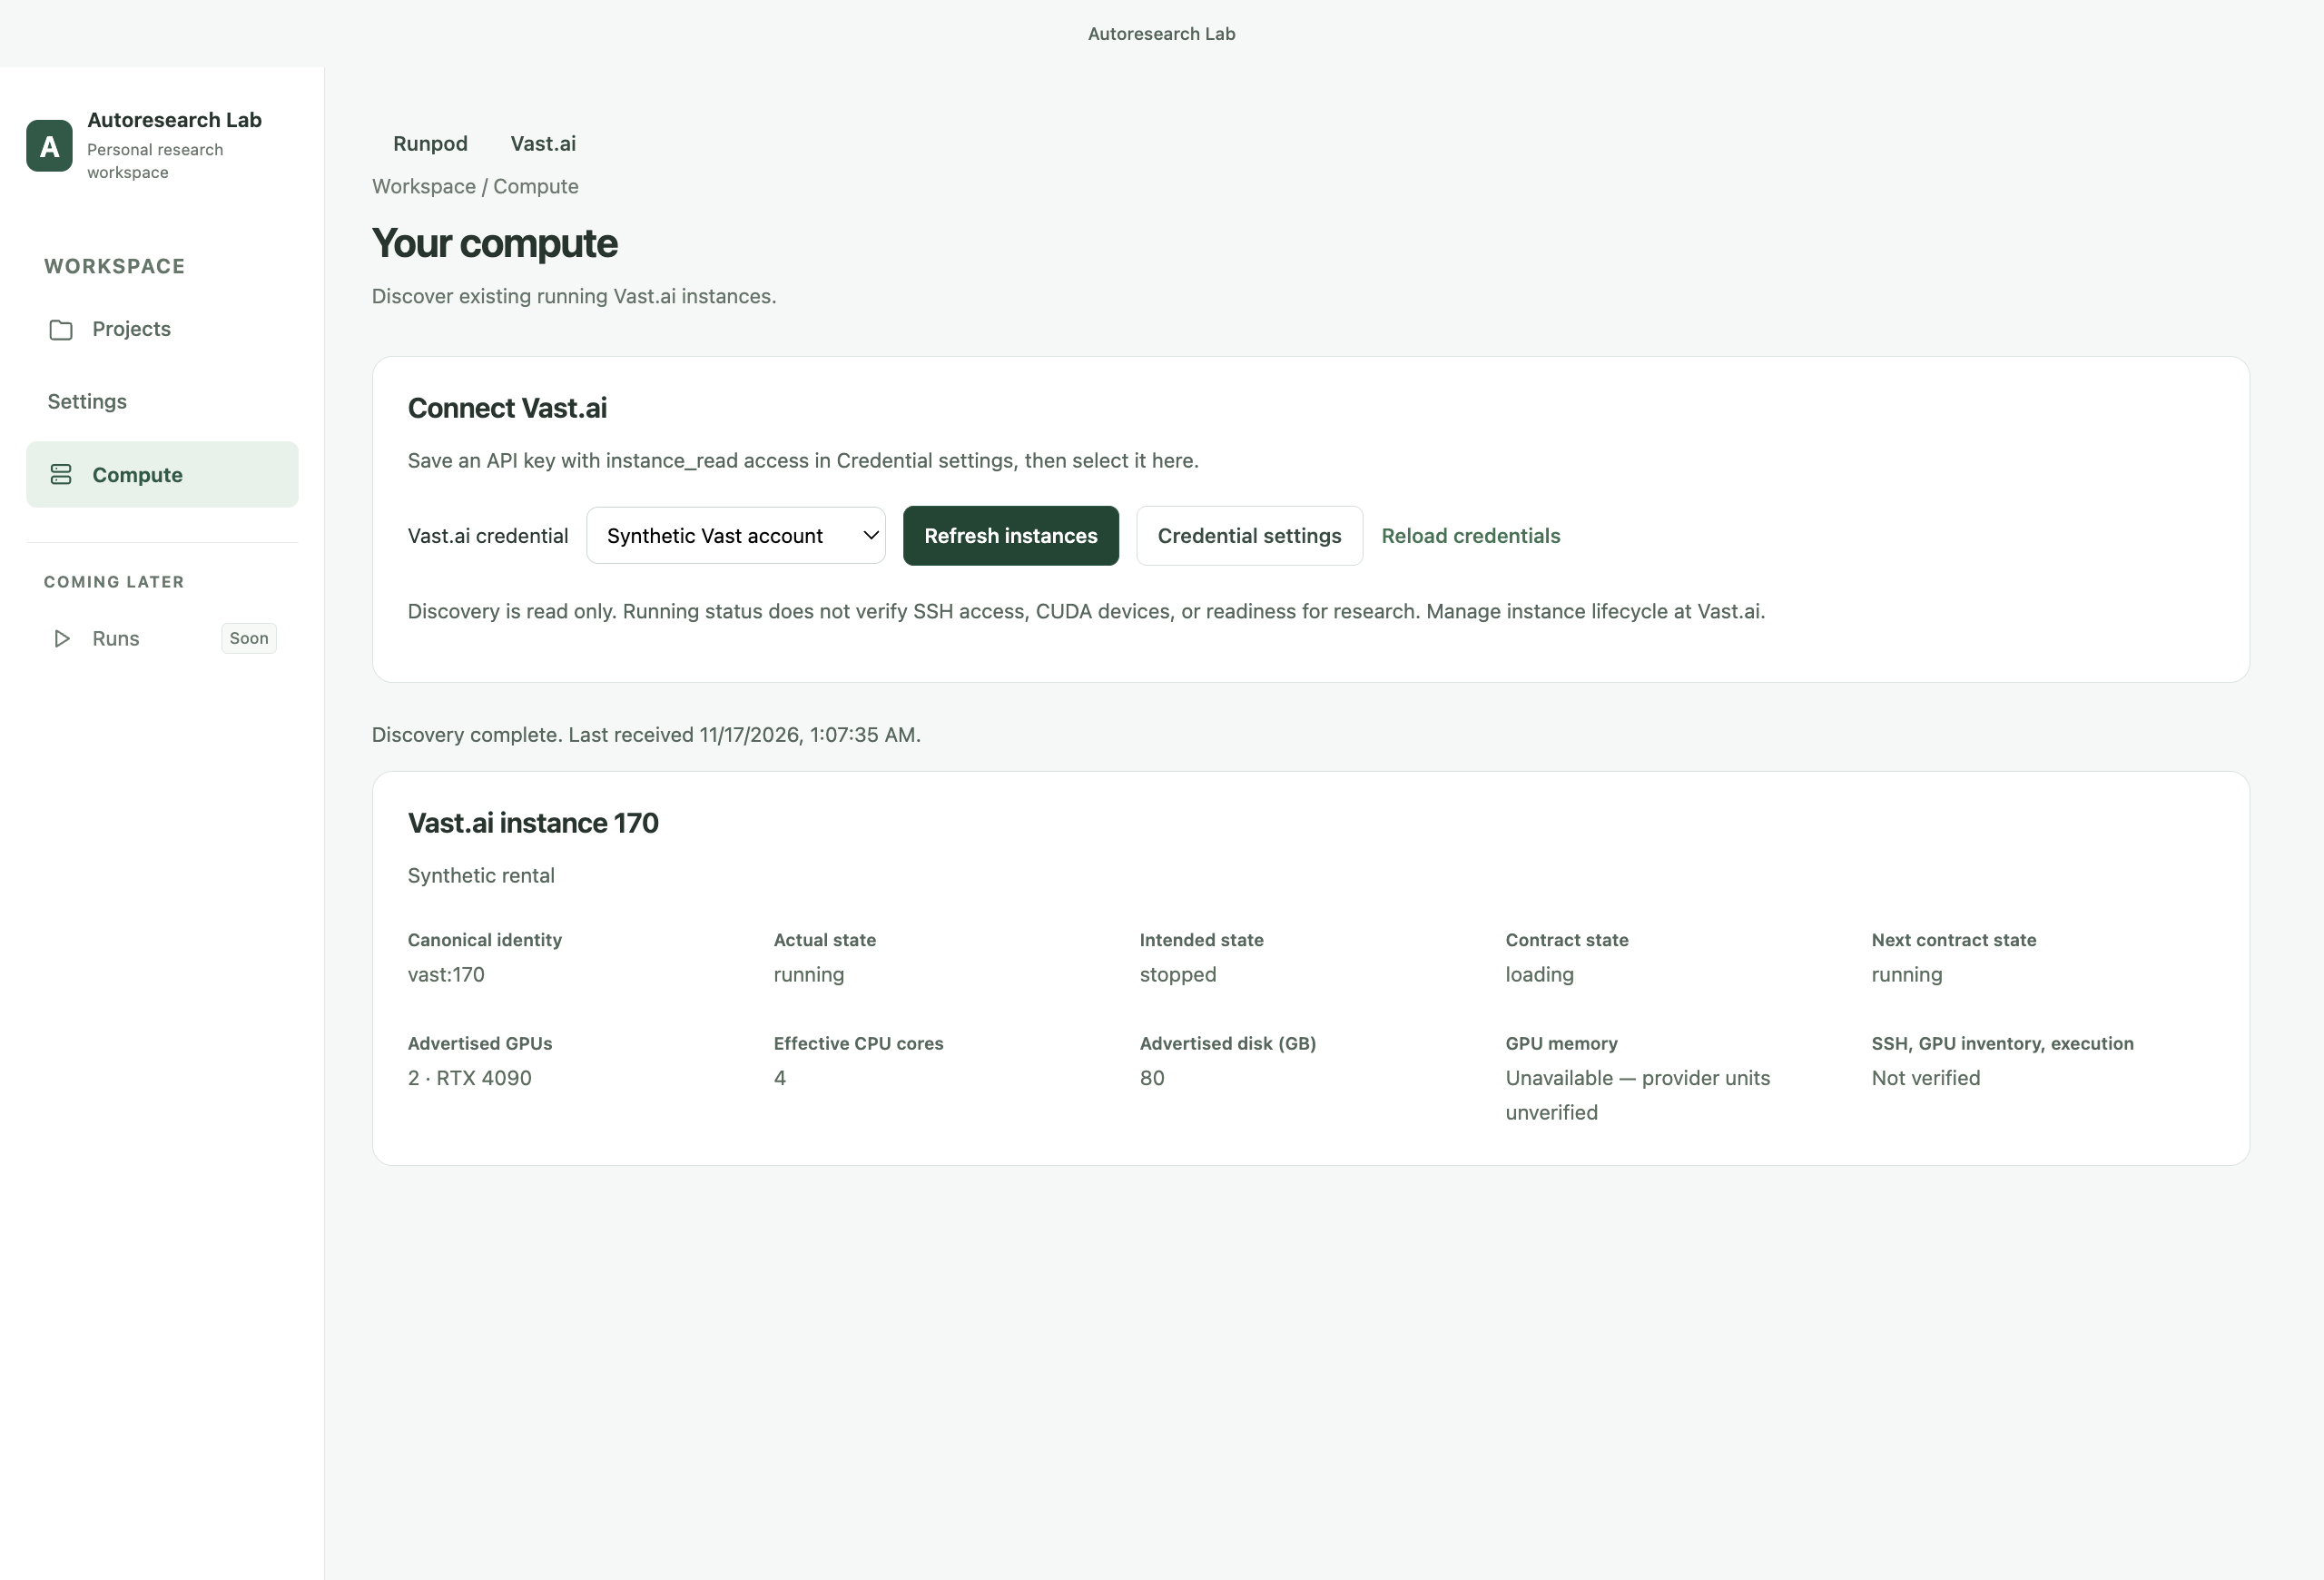 Autoresearch Lab
A
Autoresearch Lab
Personal research
workspace
WORKSPACE
Projects
Settings
Compute
COMING LATER
Runs
Soon
Runpod
Vast.ai
Workspace / Compute
Your compute
Discover existing running Vast.ai instances.
Connect Vast.ai
Save an API key with instance_read access in Credential settings, then select it here.
Vast.ai credential
Synthetic Vast account
Refresh instances
Credential settings
Reload credentials
Discovery is read only. Running status does not verify SSH access, CUDA devices, or readiness for research. Manage instance lifecycle at Vast.ai.
Discovery complete. Last received 11/17/2026, 1:07:35 AM.
Vast.ai instance 170
Synthetic rental
Canonical identity
vast:170
Actual state
running
Intended state
stopped
Contract state
loading
Next contract state
running
Advertised GPUs
2 · RTX 4090
Effective CPU cores
4
Advertised disk (GB)
80
GPU memory
Unavailable — provider units
unverified
SSH, GPU inventory, execution
Not verified